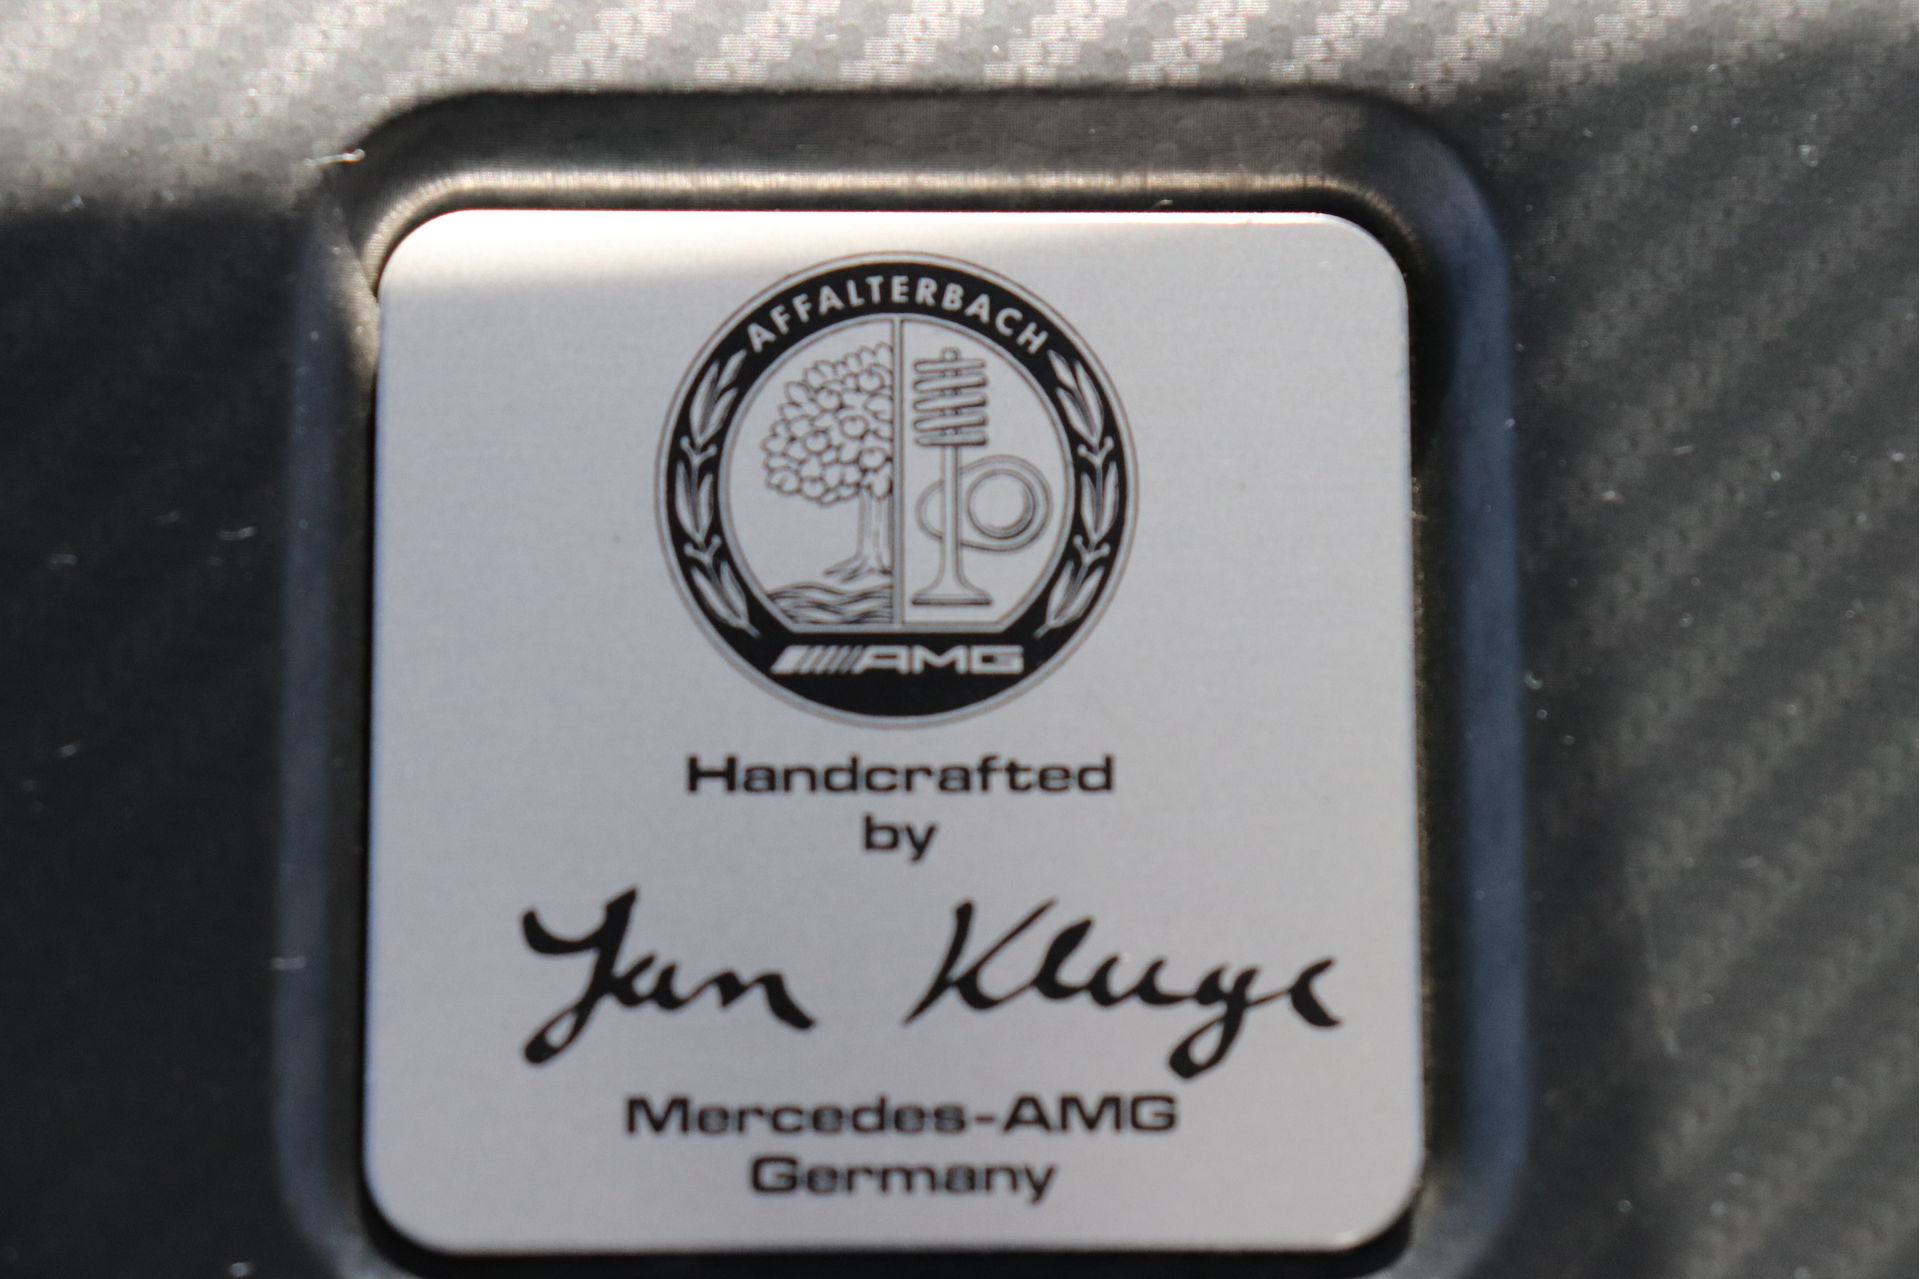 AFFALTERBACH
AMG
Handcrafted
by
Jan Kluge
Mercedes-AMG
Germany